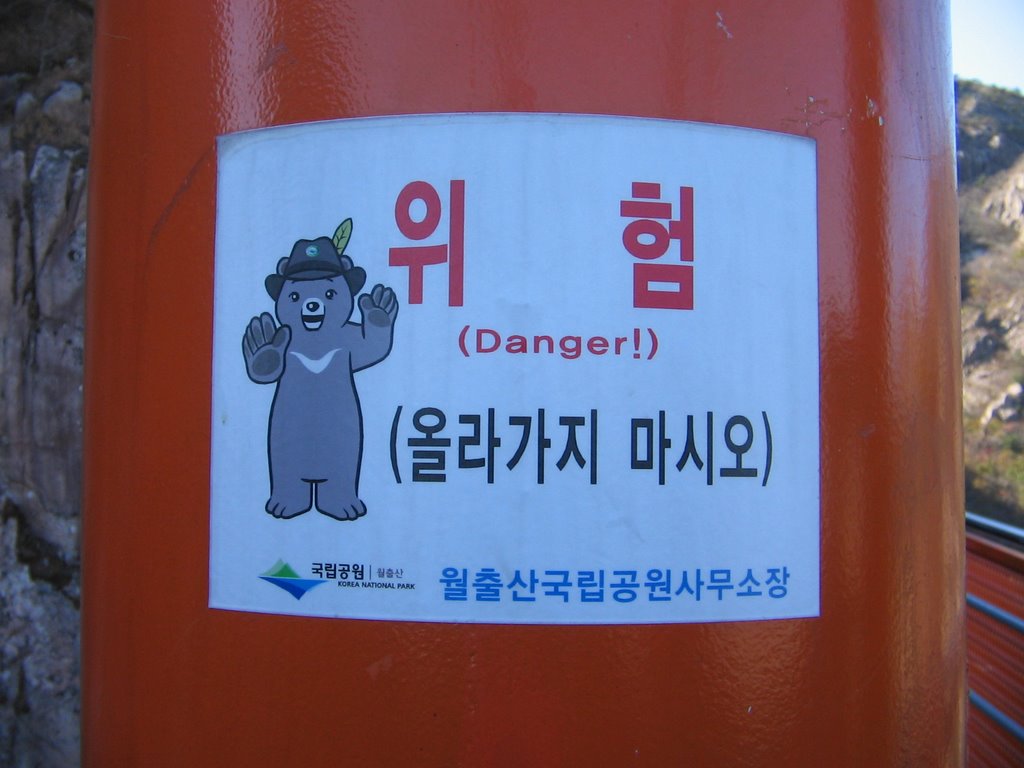 위 험
(Danger!)
(올라가지 마시오)
국립공원 | 월출산
KOREA NATIONAL PARK
월출산국립공원사무소장